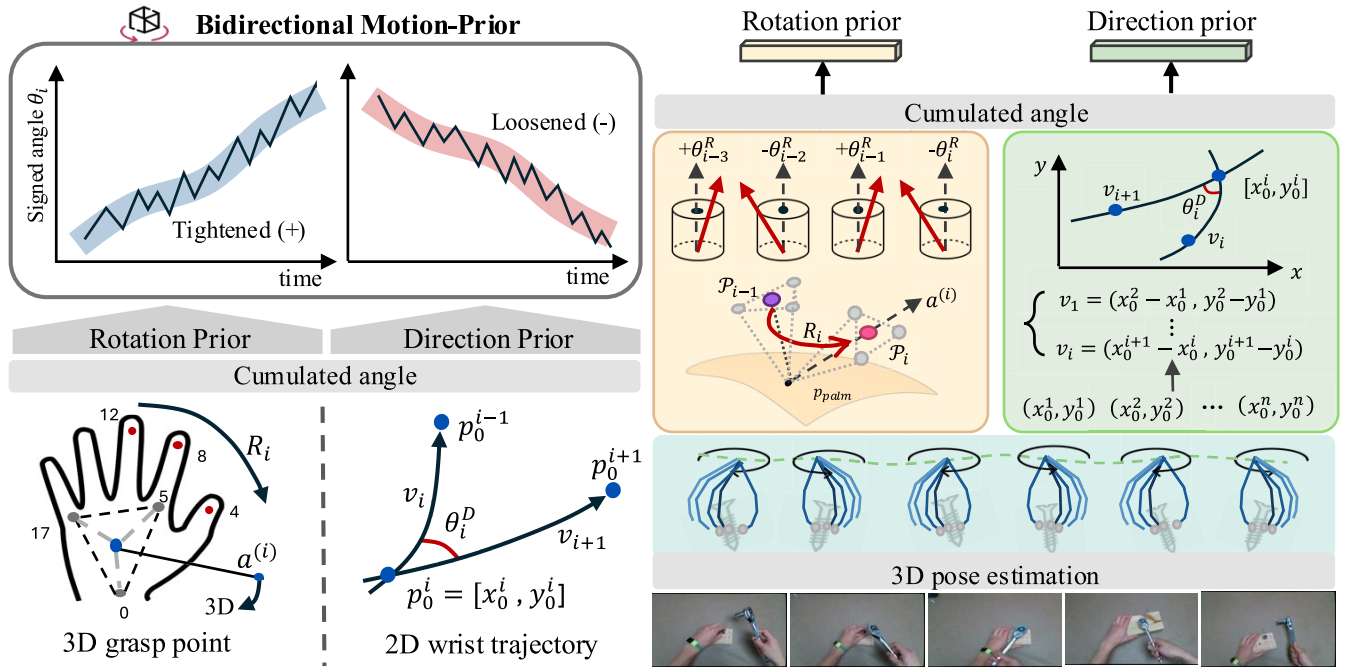 Bidirectional Motion-Prior
Signed angle θ_i
Tightened (+)
time
Loosened (-)
time
Rotation Prior
Direction Prior
Cumulated angle
12
8
5
4
17
0
R_i
a^{(i)}
3D
3D grasp point
p_0^{i-1}
p_0^{i+1}
v_i
θ_i^D
v_{i+1}
p_0^i = [x_0^i , y_0^i]
2D wrist trajectory
Rotation prior
Direction prior
Cumulated angle
+θ_{i-3}^R
-θ_{i-2}^R
+θ_{i-1}^R
-θ_i^R
𝒫_{i-1}
R_i
a^{(i)}
𝒫_i
p_{palm}
y
v_{i+1}
[x_0^i, y_0^i]
θ_i^D
v_i
x
v_1 = (x_0^2 − x_0^1 , y_0^2−y_0^1)
⋮
v_i = (x_0^{i+1} − x_0^i , y_0^{i+1}−y_0^i)
(x_0^1, y_0^1) (x_0^2, y_0^2) ⋯ (x_0^n, y_0^n)
3D pose estimation